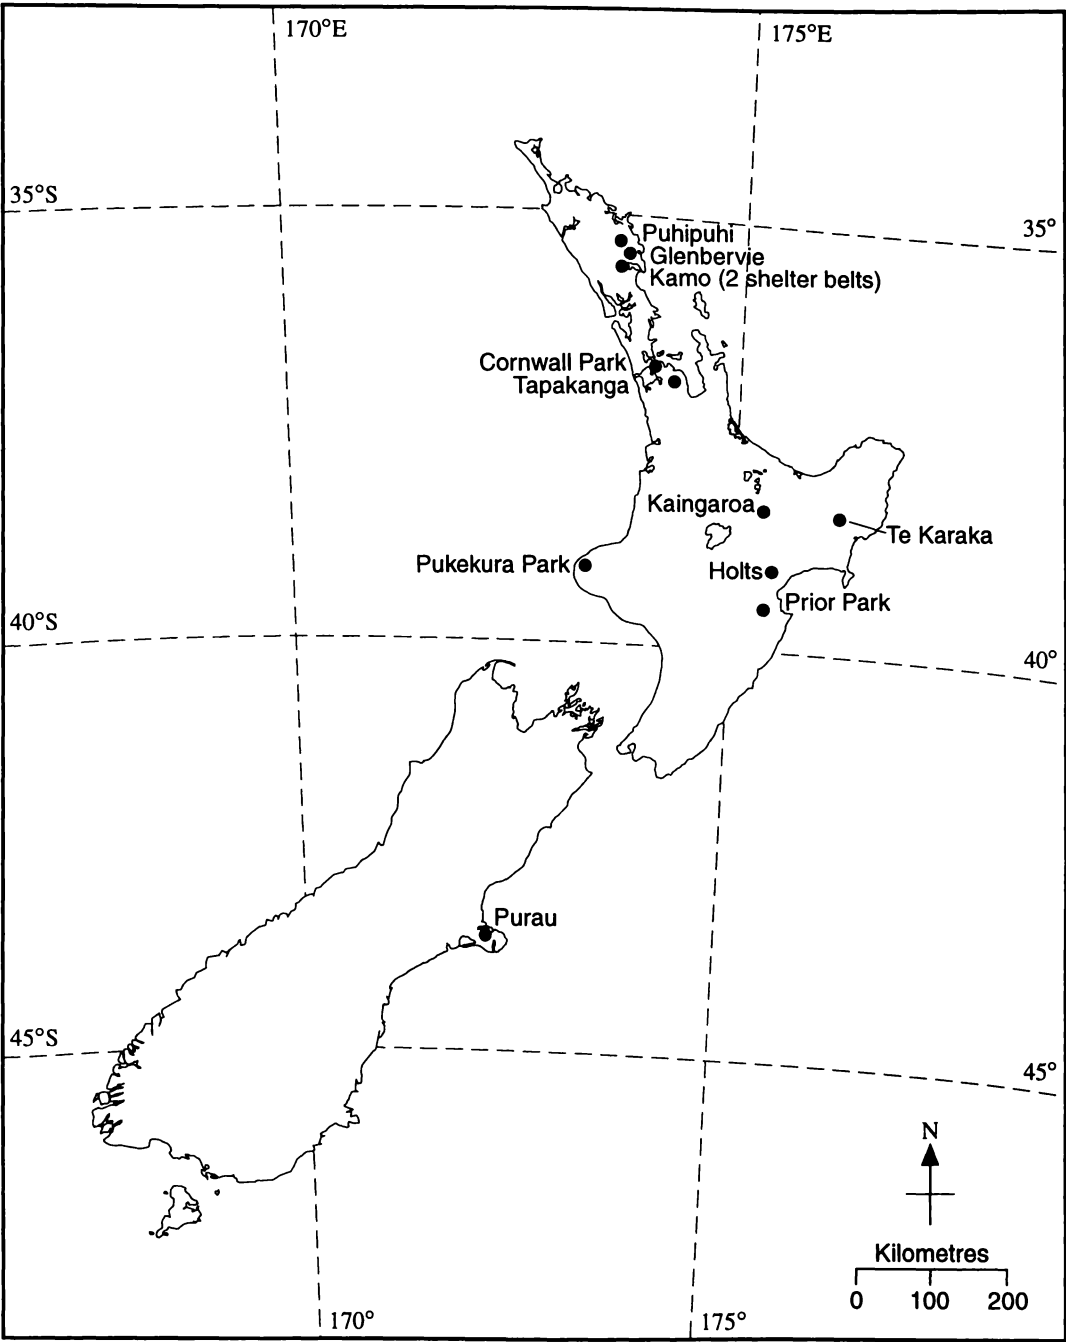 170°E
175°E
35°S
35°
Puhipuhi
Glenbervie
Kamo (2 shelter belts)
Cornwall Park
Tapakanga
Kaingaroa
Te Karaka
Pukekura Park
Holts
Prior Park
40°S
40°
Purau
45°S
45°
N
Kilometres
0 100 200
170°
175°